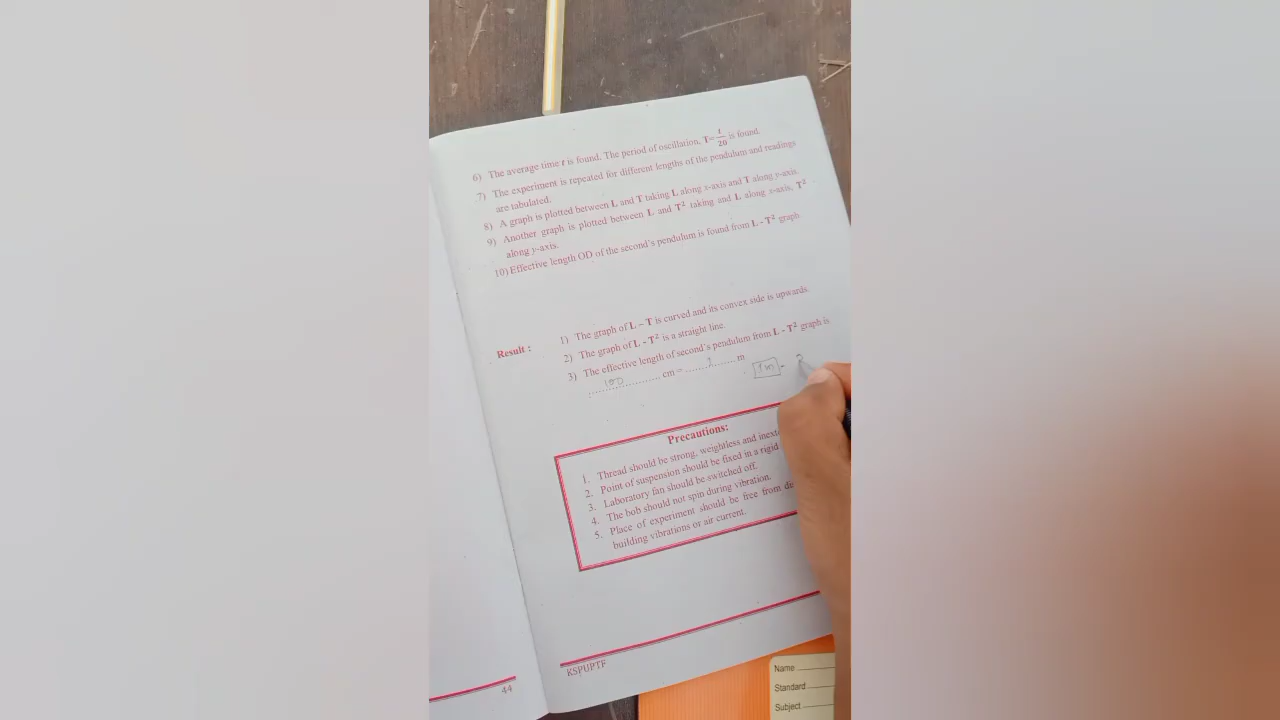 6) The average time t is found. The period of oscillation, T= t/20 is found.
7) The experiment is repeated for different lengths of the pendulum and readings
are tabulated.
8) A graph is plotted between L and T taking L along x-axis and T along y-axis.
9) Another graph is plotted between L and T² taking and L along x-axis, T²
along y-axis.
10) Effective length OD of the second's pendulum is found from L - T² graph.
Result :
1) The graph of L – T is curved and its convex side is upwards.
2) The graph of L - T² is a straight line.
3) The effective length of second's pendulum from L - T² graph is
......100......... cm = ......1...... m
Precautions:
1. Thread should be strong, weightless and
2. Point of suspension should be fixed in a rigid
3. Laboratory fan should be switched off.
4. The bob should not spin during vibration.
5. Place of experiment should be free from
building vibrations or air current.
KSPUPTF
44
Name
Standard
Subject